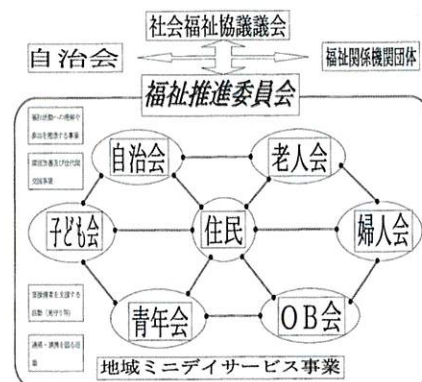 社会福祉協議議会
自治会
福祉関係機関団体
福祉推進委員会
自治会
老人会
子ども会
住民
婦人会
青年会
OB会
地域ミニデイサービス事業